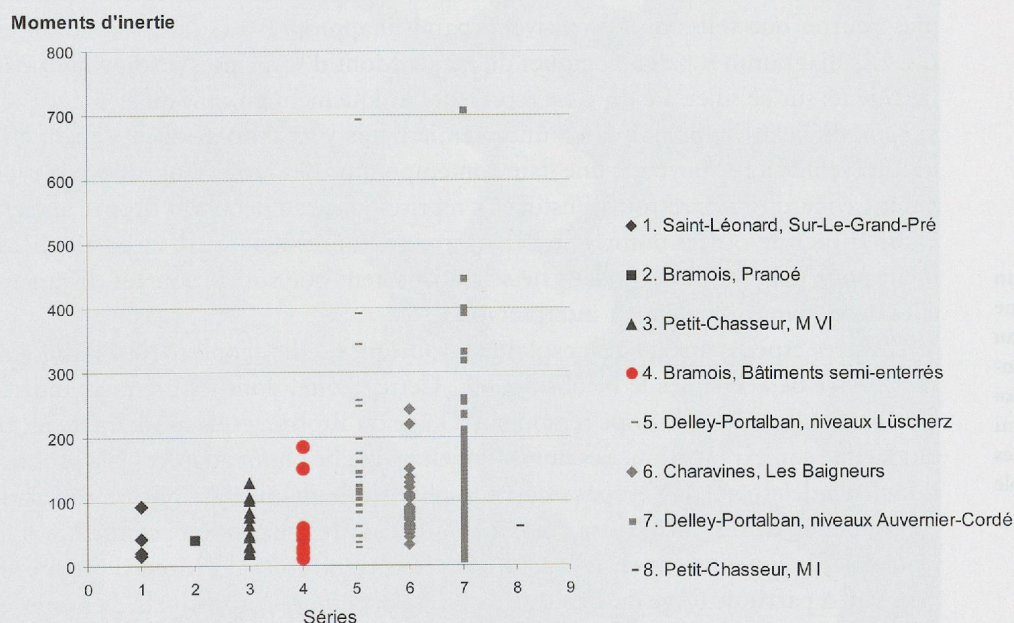 Moments d'inertie
800
700
600
500
400
300
200
100
0
0 1 2 3 4 5 6 7 8 9
Séries
1. Saint-Léonard, Sur-Le-Grand-Pré
2. Bramois, Pranoé
3. Petit-Chasseur, M VI
4. Bramois, Bâtiments semi-enterrés
5. Delley-Portalban, niveaux Lüscherz
6. Charavines, Les Baigneurs
7. Delley-Portalban, niveaux Auvernier-Cordé
8. Petit-Chasseur, M I